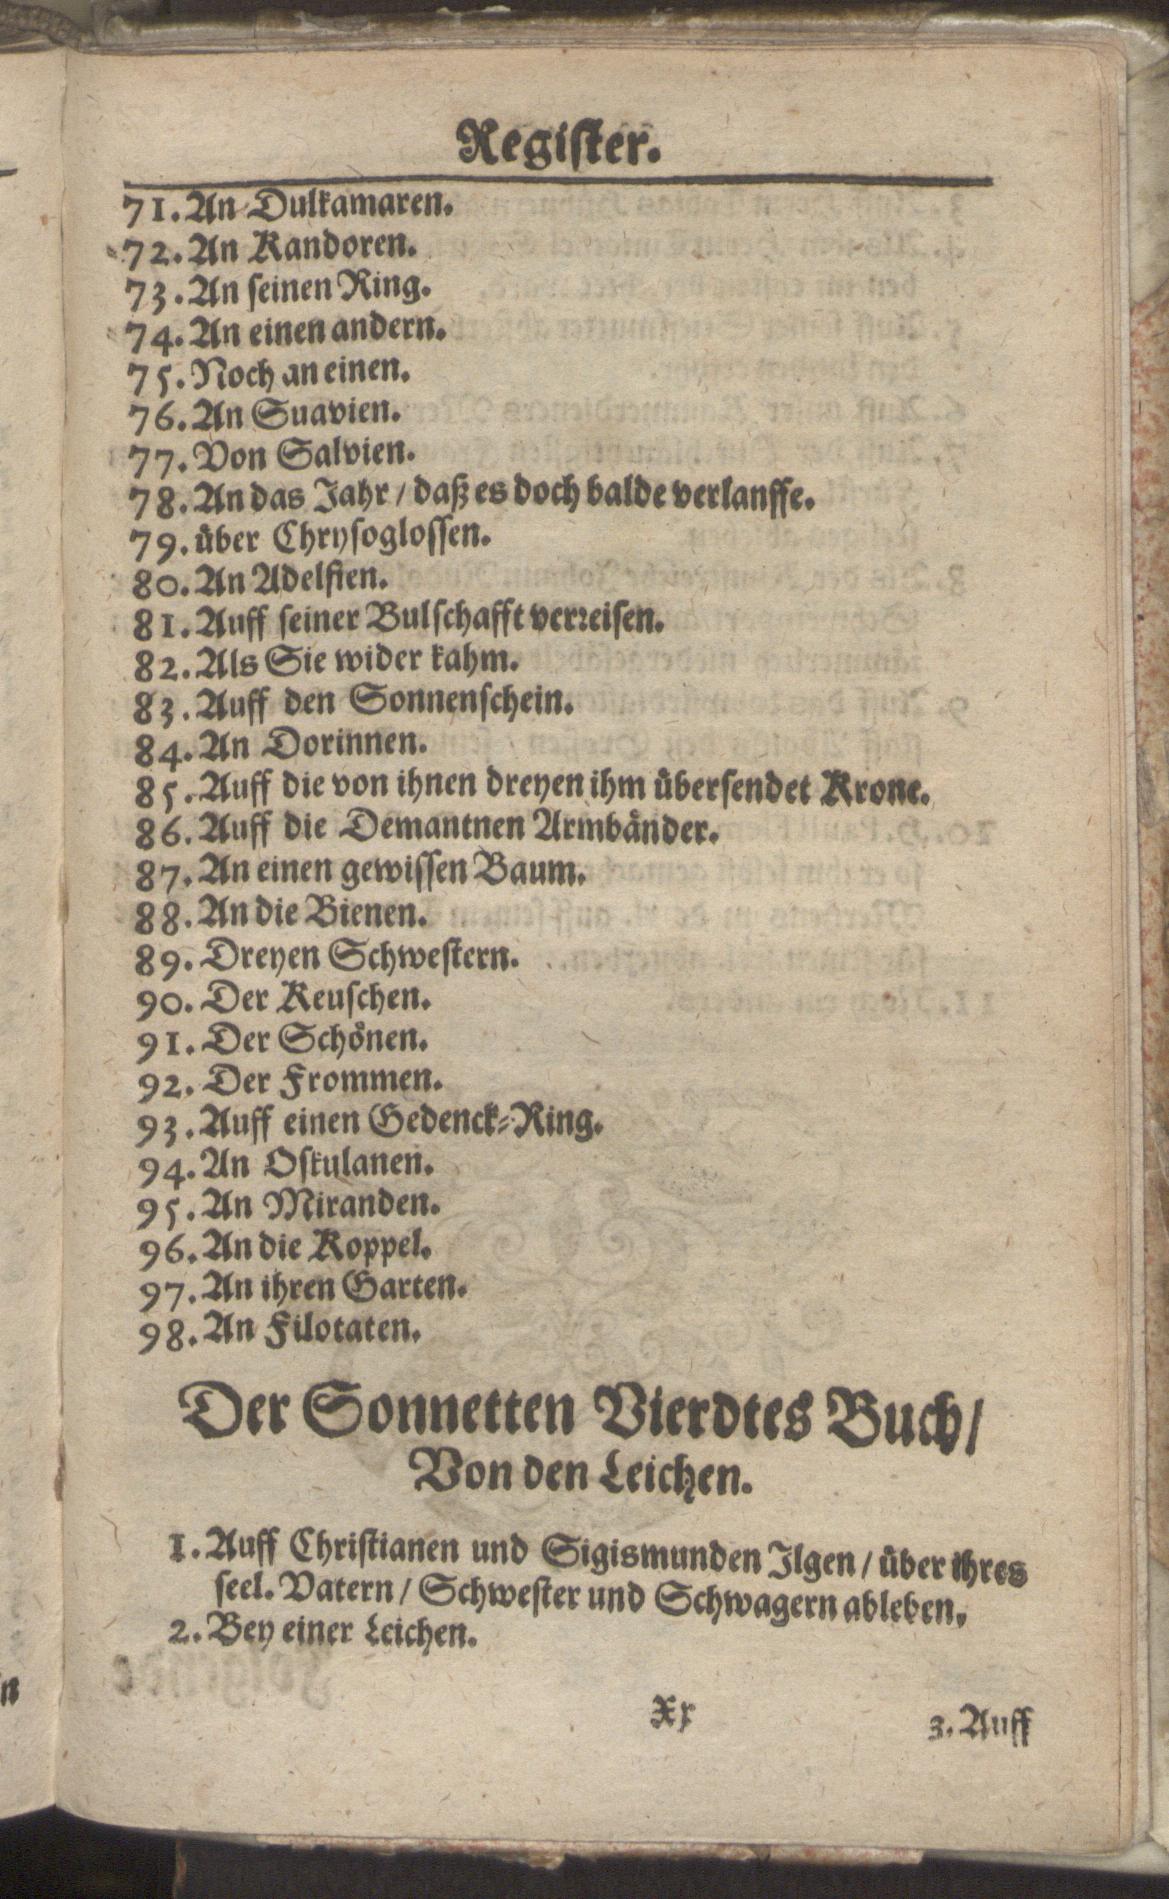 Register.
71. An Dulkamaren.
72. An Kandoren.
73. An seinen Ring.
74. An einen andern.
75. Noch an einen.
76. An Suavien.
77. Von Salvien.
78. An das Jahr / daß es doch balde verlanffe.
79. über Chrysoglossen.
80. An Adelfien.
81. Auff seiner Bulschafft verreisen.
82. Als Sie wider kahm.
83. Auff den Sonnenschein.
84. An Dorinnen.
85. Auff die von ihnen dreyen ihm übersendet Krone.
86. Auff die Demantnen Armbänder.
87. An einen gewissen Baum.
88. An die Bienen.
89. Dreyen Schwestern.
90. Der Keuschen.
91. Der Schönen.
92. Der Frommen.
93. Auff einen Gedenck-Ring.
94. An Oskulanen.
95. An Miranden.
96. An die Koppel.
97. An ihren Garten.
98. An Filotaten.
Der Sonnetten Vierdtes Buch /
Von den Leichen.
1. Auff Christianen und Sigismunden Ilgen / über ihres
seel. Vatern / Schwester und Schwagern ableben.
2. Bey einer Leichen.
Xx
3. Auff